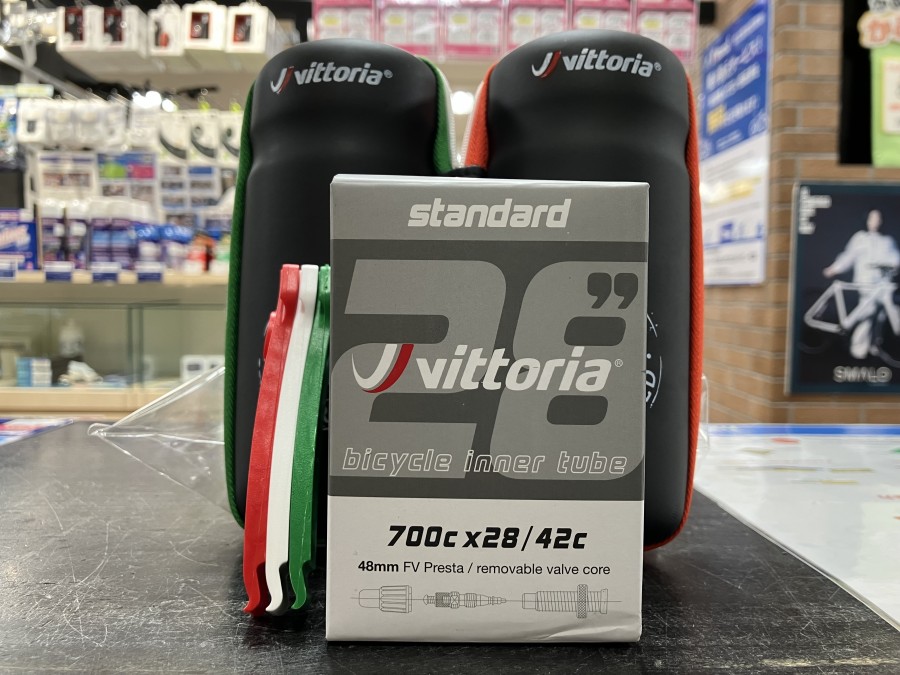 vittoria®
vittoria®
standard
28”
vittoria®
bicycle inner tube
700c x28/42c
48mm FV Presta / removable valve core